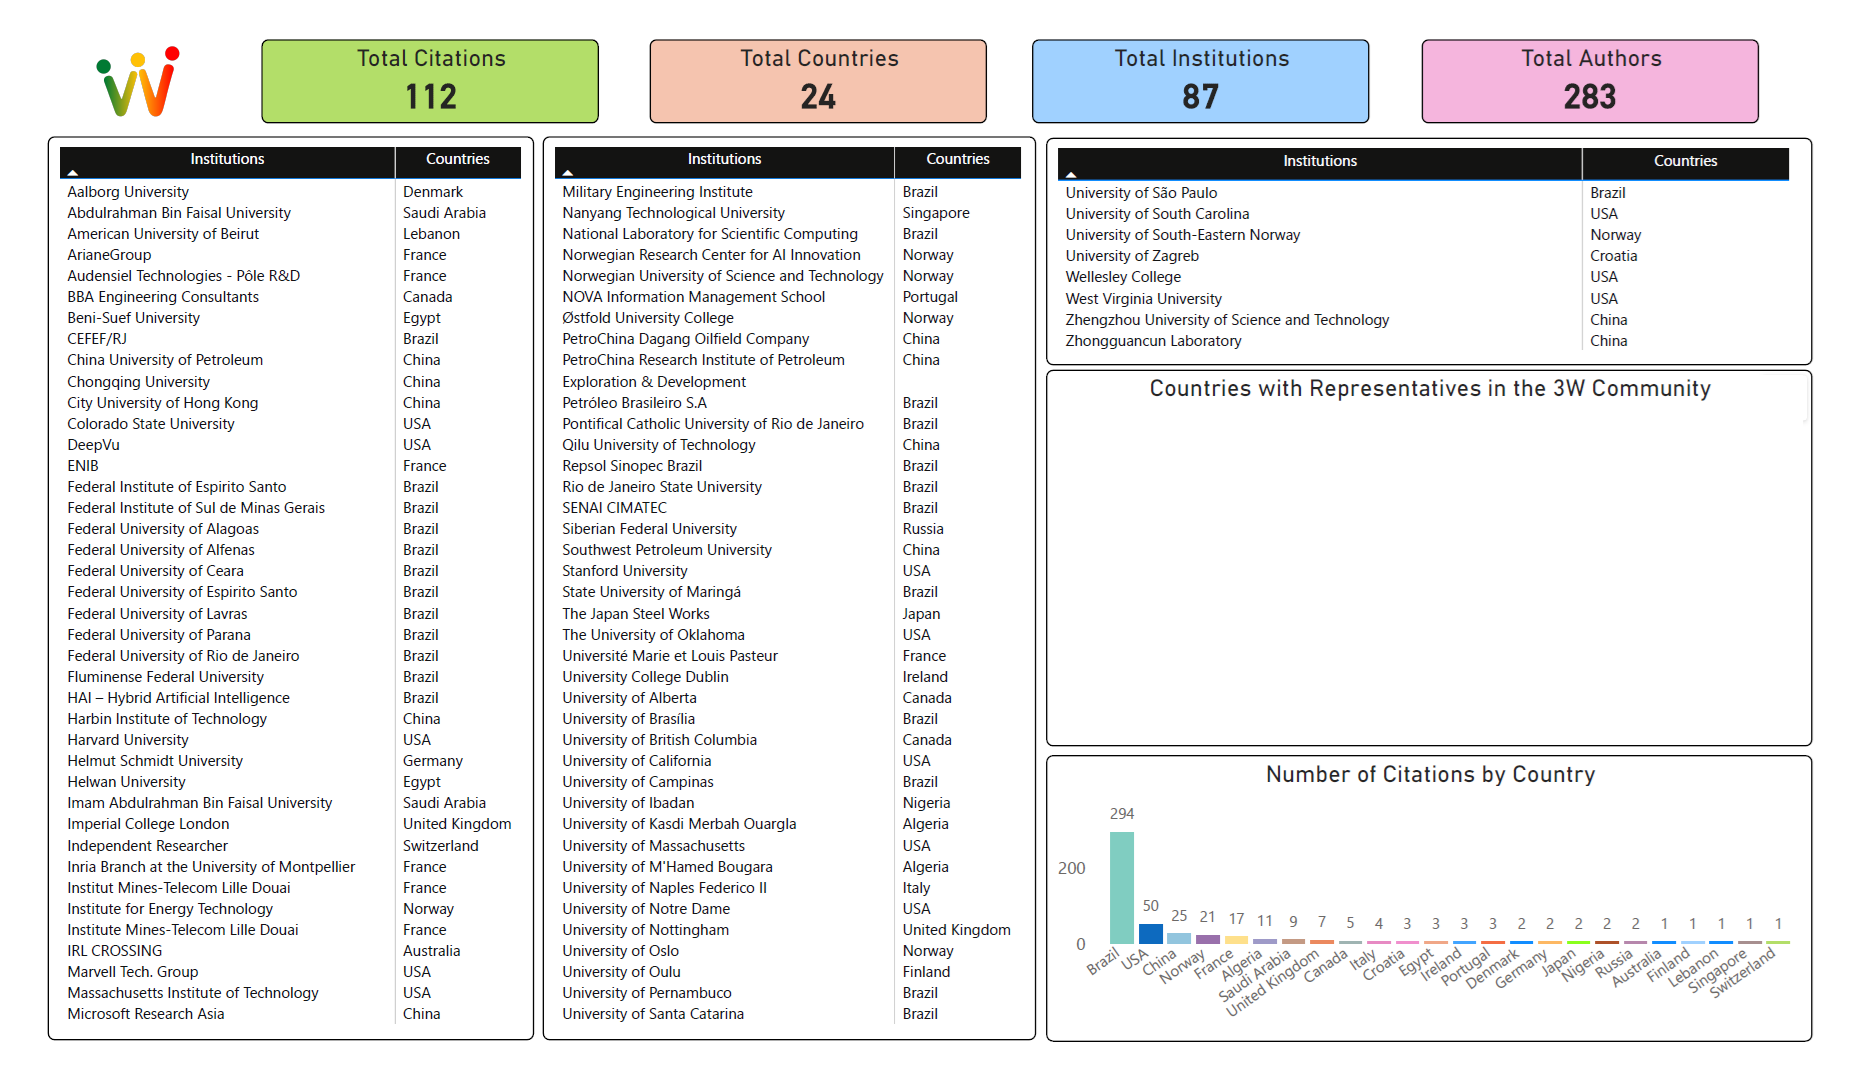 Total Citations
112
Total Countries
24
Total Institutions
87
Total Authors
283
Institutions Countries
Aalborg University Denmark
Abdulrahman Bin Faisal University Saudi Arabia
American University of Beirut Lebanon
ArianeGroup France
Audensiel Technologies - Pôle R&D France
BBA Engineering Consultants Canada
Beni-Suef University Egypt
CEFEF/RJ Brazil
China University of Petroleum China
Chongqing University China
City University of Hong Kong China
Colorado State University USA
DeepVu USA
ENIB France
Federal Institute of Espirito Santo Brazil
Federal Institute of Sul de Minas Gerais Brazil
Federal University of Alagoas Brazil
Federal University of Alfenas Brazil
Federal University of Ceara Brazil
Federal University of Espirito Santo Brazil
Federal University of Lavras Brazil
Federal University of Parana Brazil
Federal University of Rio de Janeiro Brazil
Fluminense Federal University Brazil
HAI – Hybrid Artificial Intelligence Brazil
Harbin Institute of Technology China
Harvard University USA
Helmut Schmidt University Germany
Helwan University Egypt
Imam Abdulrahman Bin Faisal University Saudi Arabia
Imperial College London United Kingdom
Independent Researcher Switzerland
Inria Branch at the University of Montpellier France
Institut Mines-Telecom Lille Douai France
Institute for Energy Technology Norway
Institute Mines-Telecom Lille Douai France
IRL CROSSING Australia
Marvell Tech. Group USA
Massachusetts Institute of Technology USA
Microsoft Research Asia China
Institutions Countries
Military Engineering Institute Brazil
Nanyang Technological University Singapore
National Laboratory for Scientific Computing Brazil
Norwegian Research Center for AI Innovation Norway
Norwegian University of Science and Technology Norway
NOVA Information Management School Portugal
Østfold University College Norway
PetroChina Dagang Oilfield Company China
PetroChina Research Institute of Petroleum China
Exploration & Development
Petróleo Brasileiro S.A Brazil
Pontifical Catholic University of Rio de Janeiro Brazil
Qilu University of Technology China
Repsol Sinopec Brazil Brazil
Rio de Janeiro State University Brazil
SENAI CIMATEC Brazil
Siberian Federal University Russia
Southwest Petroleum University China
Stanford University USA
State University of Maringá Brazil
The Japan Steel Works Japan
The University of Oklahoma USA
Université Marie et Louis Pasteur France
University College Dublin Ireland
University of Alberta Canada
University of Brasília Brazil
University of British Columbia Canada
University of California USA
University of Campinas Brazil
University of Ibadan Nigeria
University of Kasdi Merbah Ouargla Algeria
University of Massachusetts USA
University of M'Hamed Bougara Algeria
University of Naples Federico II Italy
University of Notre Dame USA
University of Nottingham United Kingdom
University of Oslo Norway
University of Oulu Finland
University of Pernambuco Brazil
University of Santa Catarina Brazil
Institutions Countries
University of São Paulo Brazil
University of South Carolina USA
University of South-Eastern Norway Norway
University of Zagreb Croatia
Wellesley College USA
West Virginia University USA
Zhengzhou University of Science and Technology China
Zhongguancun Laboratory China
Countries with Representatives in the 3W Community
Number of Citations by Country
200
0
294 50 25 21 17 11 9 7 5 4 3 3 3 3 2 2 2 2 2 1 1 1 1 1
Brazil USA China Norway France Algeria Saudi Arabia United Kingdom Canada Italy Croatia Egypt Ireland Portugal Denmark Germany Japan Nigeria Russia Australia Finland Lebanon Singapore Switzerland